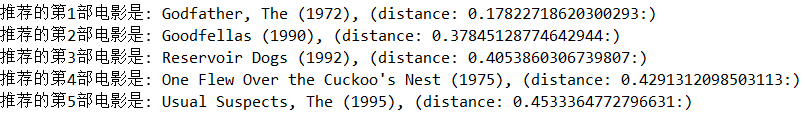 推荐的第1部电影是: Godfather, The (1972), (distance: 0.17822718620300293:)
推荐的第2部电影是: Goodfellas (1990), (distance: 0.37845128774642944:)
推荐的第3部电影是: Reservoir Dogs (1992), (distance: 0.4053860306739807:)
推荐的第4部电影是: One Flew Over the Cuckoo's Nest (1975), (distance: 0.4291312098503113:)
推荐的第5部电影是: Usual Suspects, The (1995), (distance: 0.4533364772796631:)